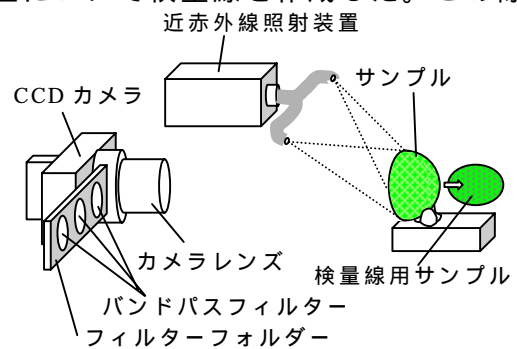 近赤外線照射装置
サンプル
CCD カメラ
カメラレンズ
検量線用サンプル
バンドパスフィルター
フィルターフォルダー